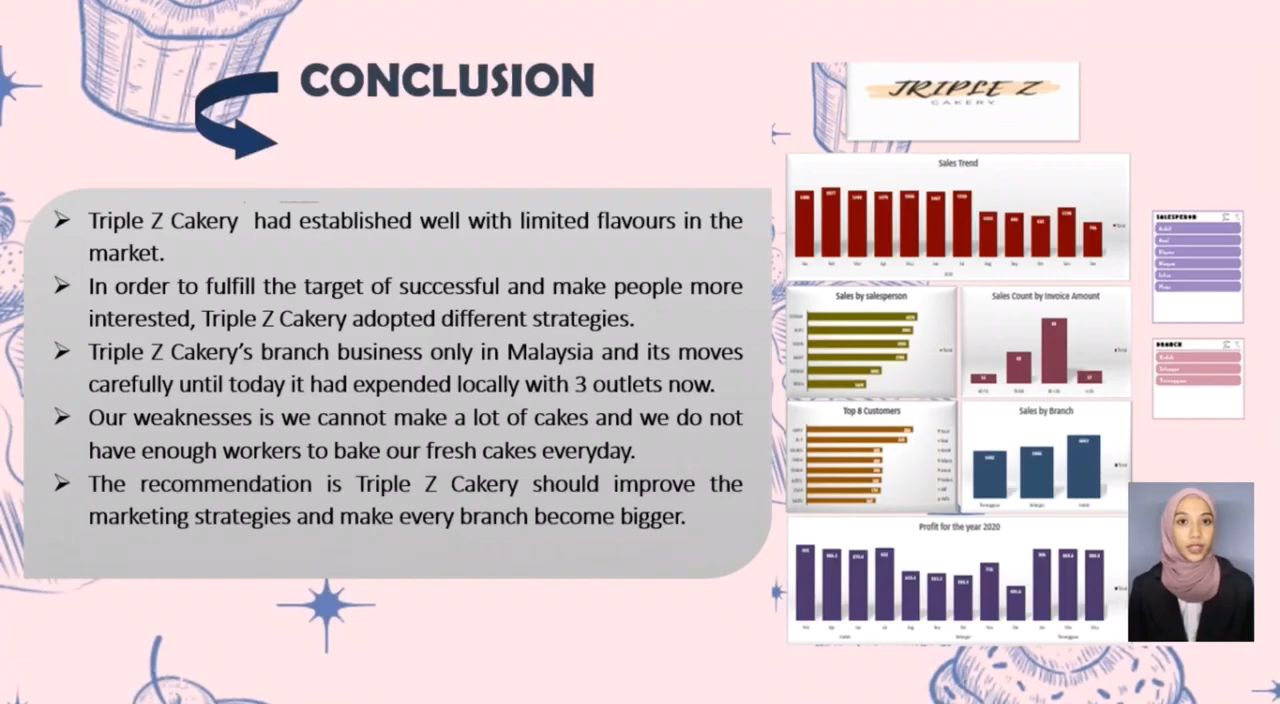 CONCLUSION
Triple Z Cakery had established well with limited flavours in the
market.
In order to fulfill the target of successful and make people more
interested, Triple Z Cakery adopted different strategies.
Triple Z Cakery's branch business only in Malaysia and its moves
carefully until today it had expended locally with 3 outlets now.
Our weaknesses is we cannot make a lot of cakes and we do not
have enough workers to bake our fresh cakes everyday.
The recommendation is Triple Z Cakery should improve the
marketing strategies and make every branch become bigger.
TRIPLE Z
CAKERY
Sales Trend
Sales by salesperson
Sales Count by Invoice Amount
Top 8 Customers
Sales by Branch
Profit for the year 2020
SALESPERSON
BRANCH